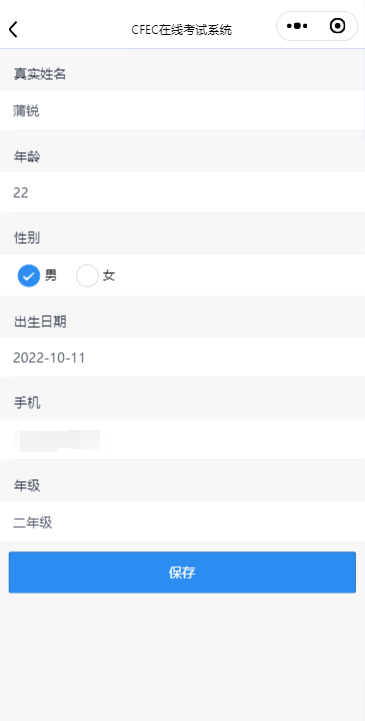 CFEC在线考试系统
真实姓名
蒲锐
年龄
22
性别
男 女
出生日期
2022-10-11
手机
年级
二年级
保存